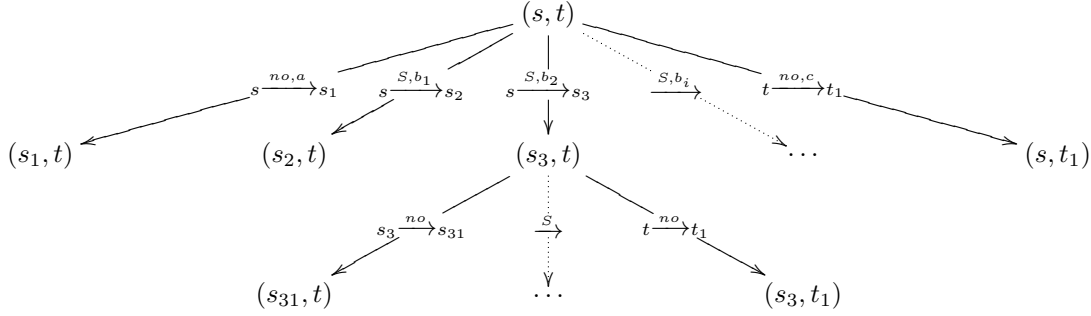 (s, t)
s —no,a→ s₁ s —S,b₁→ s₂ s —S,b₂→ s₃ —S,bᵢ→ t —no,c→ t₁
(s₁, t) (s₂, t) (s₃, t) ... (s, t₁)
s₃ —no→ s₃₁ —S→ t —no→ t₁
(s₃₁, t) ... (s₃, t₁)